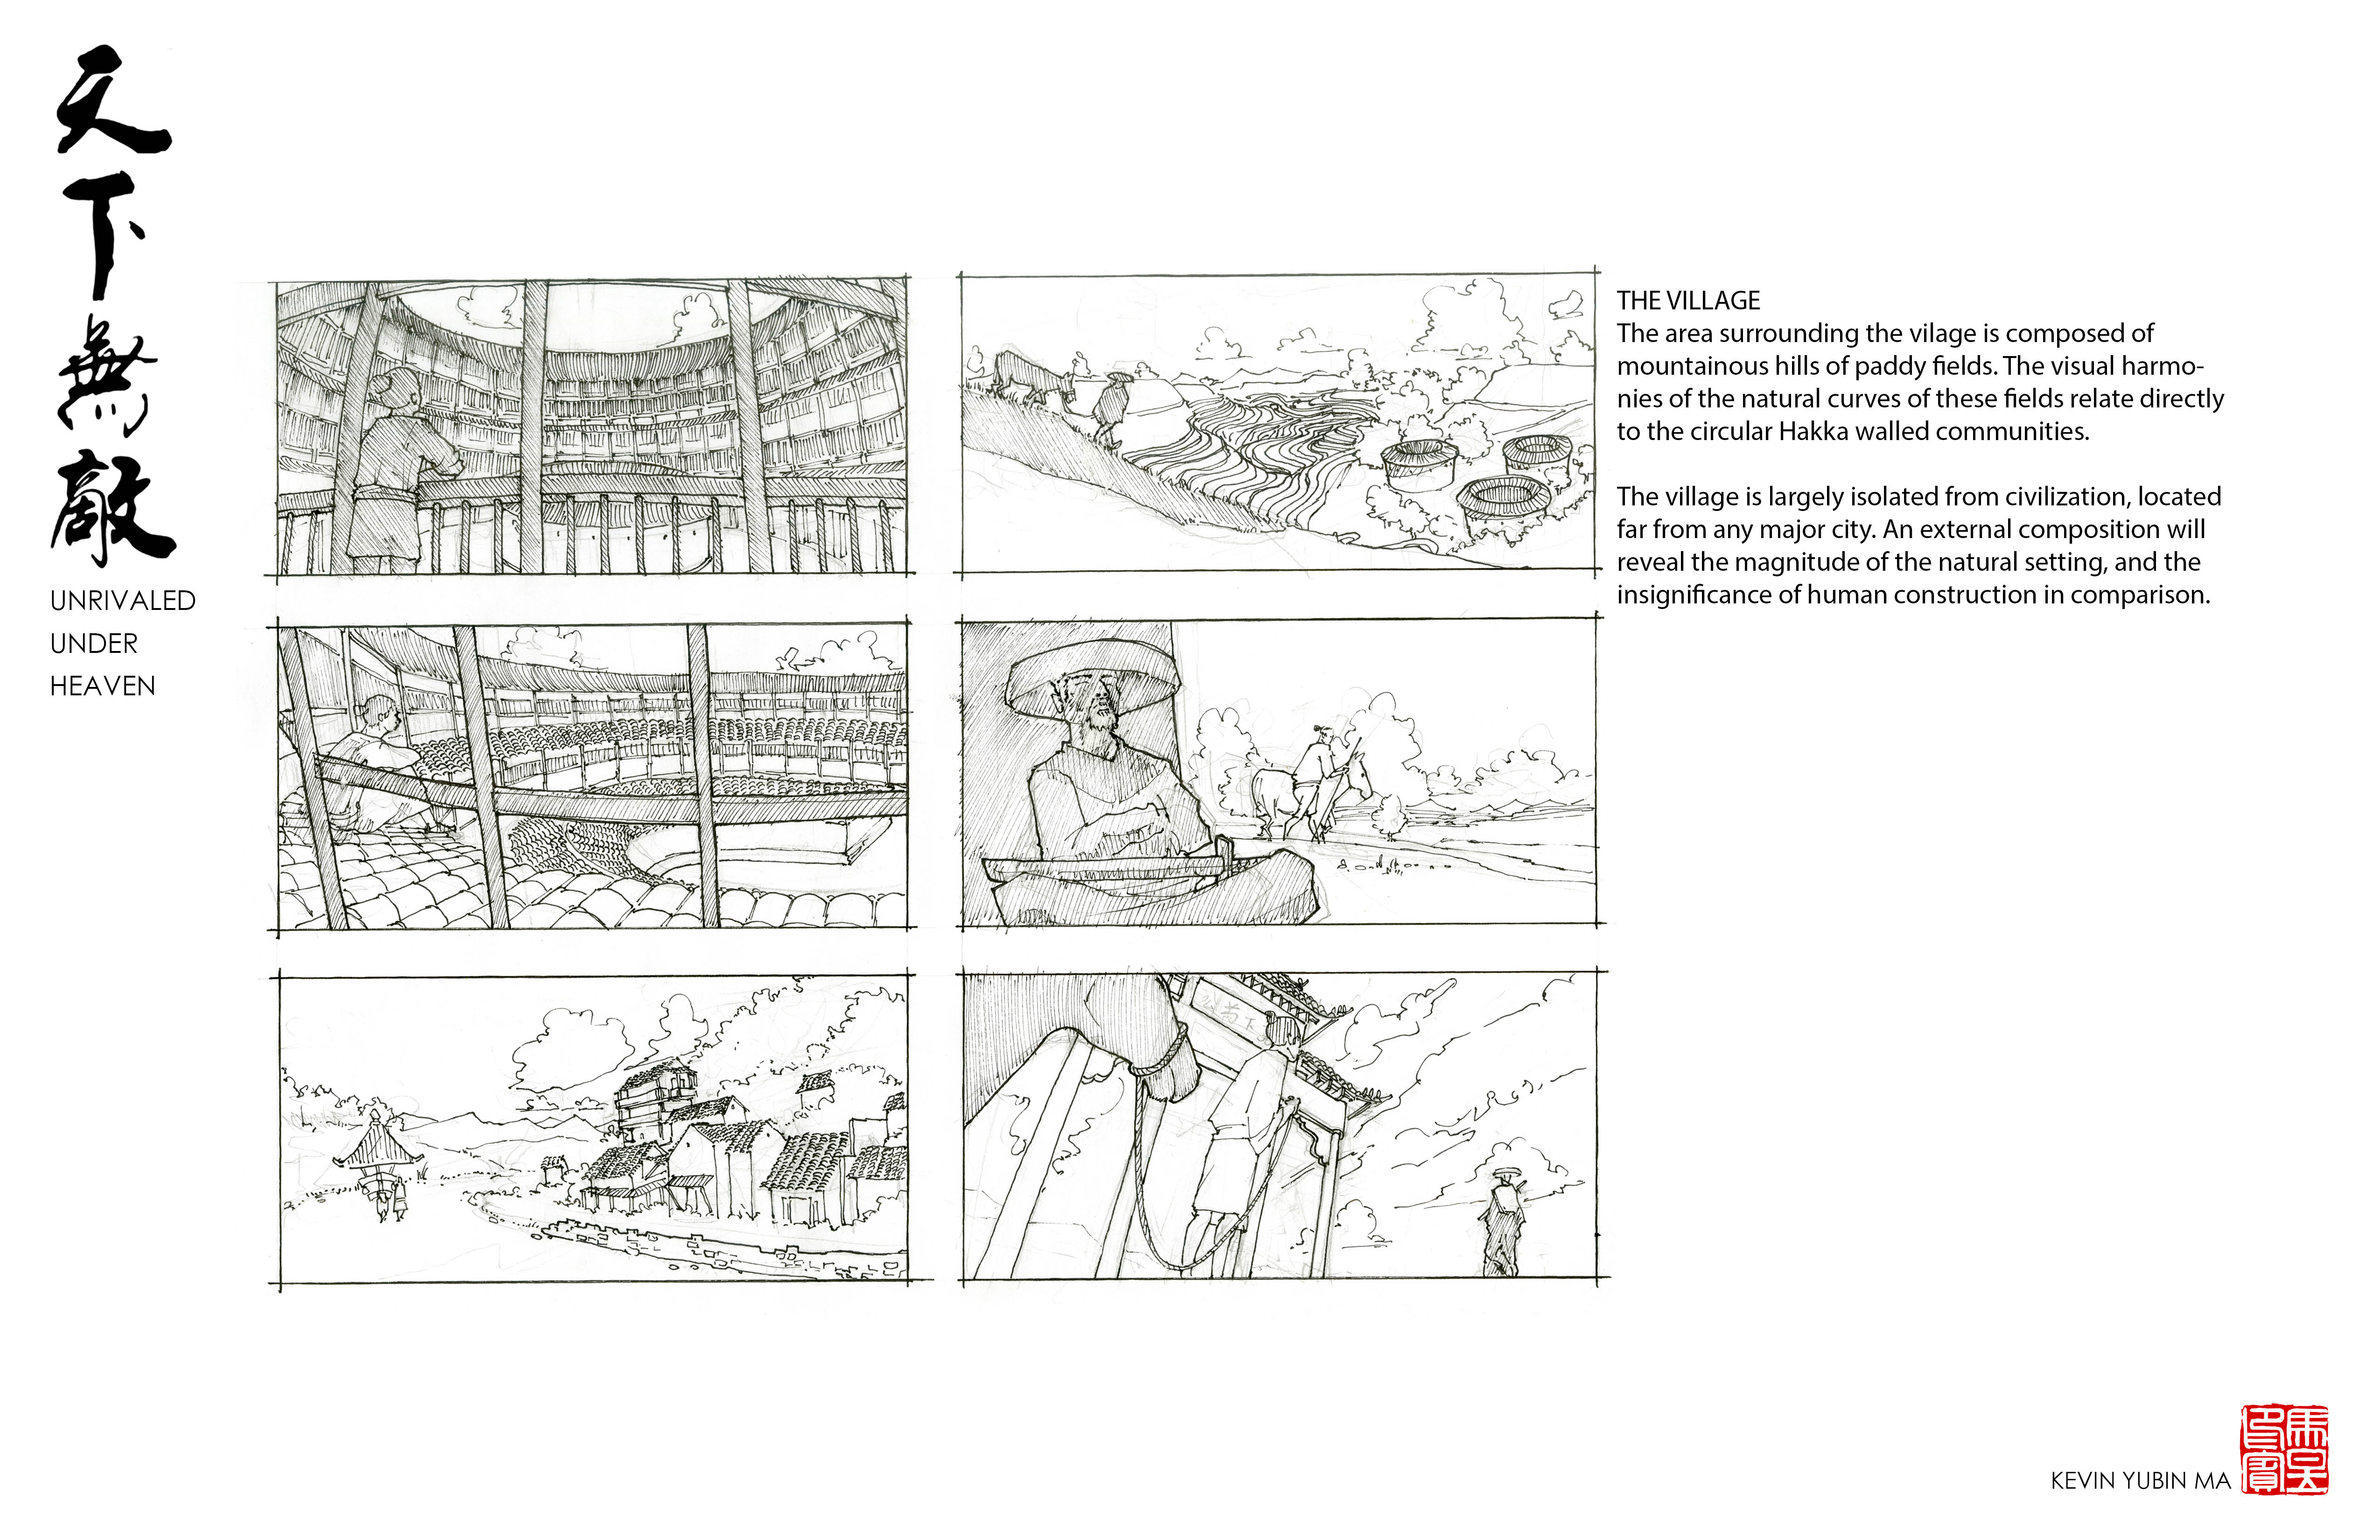 天
下
無
敵
UNRIVALED
UNDER
HEAVEN
THE VILLAGE
The area surrounding the vilage is composed of
mountainous hills of paddy fields. The visual harmo-
nies of the natural curves of these fields relate directly
to the circular Hakka walled communities.
The village is largely isolated from civilization, located
far from any major city. An external composition will
reveal the magnitude of the natural setting, and the
insignificance of human construction in comparison.
KEVIN YUBIN MA